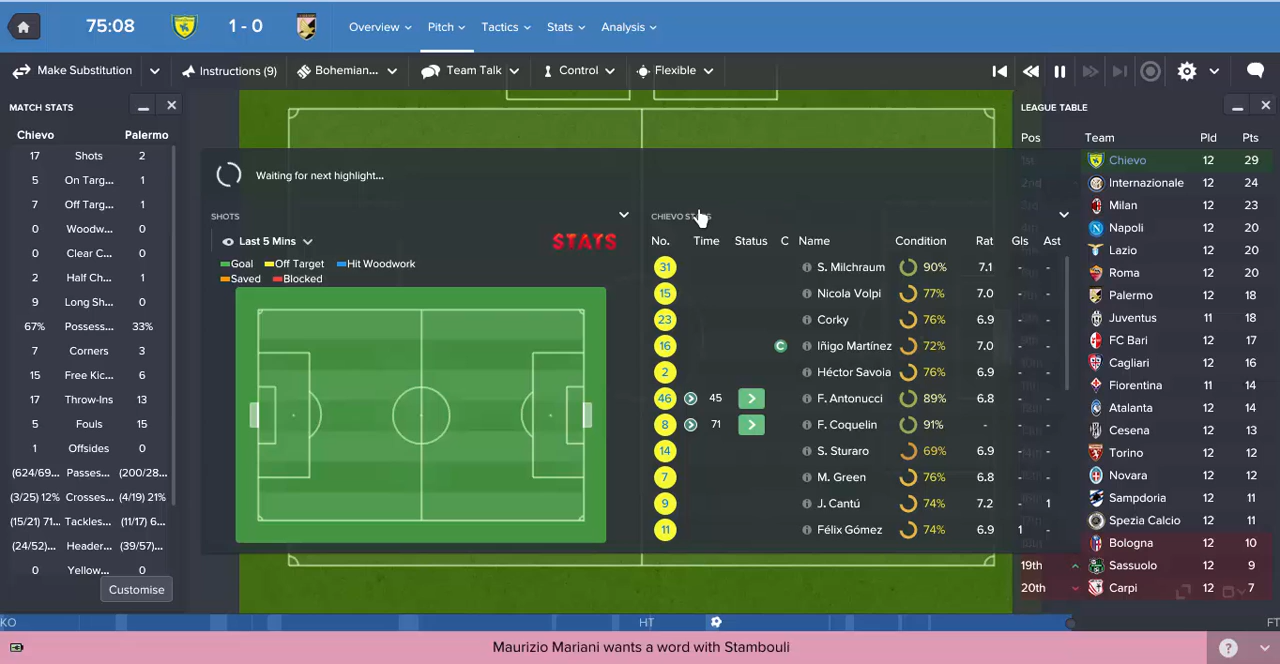 75:08 1 - 0 Overview Pitch Tactics Stats Analysis
Make Substitution Instructions (9) Bohemian... Team Talk Control Flexible
MATCH STATS
Chievo Palermo
17 Shots 2
5 On Targ... 1
7 Off Targ... 1
0 Woodw... 0
0 Clear C... 0
2 Half Ch... 1
9 Long Sh... 0
67% Possess... 33%
7 Corners 3
15 Free Kic... 6
17 Throw-Ins 13
5 Fouls 15
1 Offsides 0
(624/69... Passes... (200/28...
(3/25) 12% Crosses... (4/19) 21%
(15/21) 71... Tackles... (11/17) 6...
(24/52)... Header... (39/57)...
0 Yellow... 0
Customise
Waiting for next highlight...
SHOTS
Last 5 Mins
STATS
Goal Off Target Hit Woodwork
Saved Blocked
CHIEVO STATS
No. Time Status C Name Condition Rat Gls Ast
31 S. Milchraum 90% 7.1 - -
15 Nicola Volpi 77% 7.0 - -
23 Corky 76% 6.9 - -
16 C Iñigo Martínez 72% 7.0 - -
2 Héctor Savoia 76% 6.9 - -
46 45 F. Antonucci 89% 6.8 - -
8 71 F. Coquelin 91% - - -
14 S. Sturaro 69% 6.9 - -
7 M. Green 76% 6.8 - -
9 J. Cantú 74% 7.2 - 1
11 Félix Gómez 74% 6.9 1 -
LEAGUE TABLE
Pos Team Pld Pts
1st Chievo 12 29
2nd Internazionale 12 24
Milan 12 23
Napoli 12 20
Lazio 12 20
Roma 12 20
Palermo 12 18
Juventus 11 18
FC Bari 12 17
Cagliari 12 16
Fiorentina 11 14
Atalanta 12 14
Cesena 12 13
Torino 12 12
Novara 12 12
Sampdoria 12 11
Spezia Calcio 12 11
Bologna 12 10
19th Sassuolo 12 9
20th Carpi 12 7
KO HT FT
Maurizio Mariani wants a word with Stambouli
?